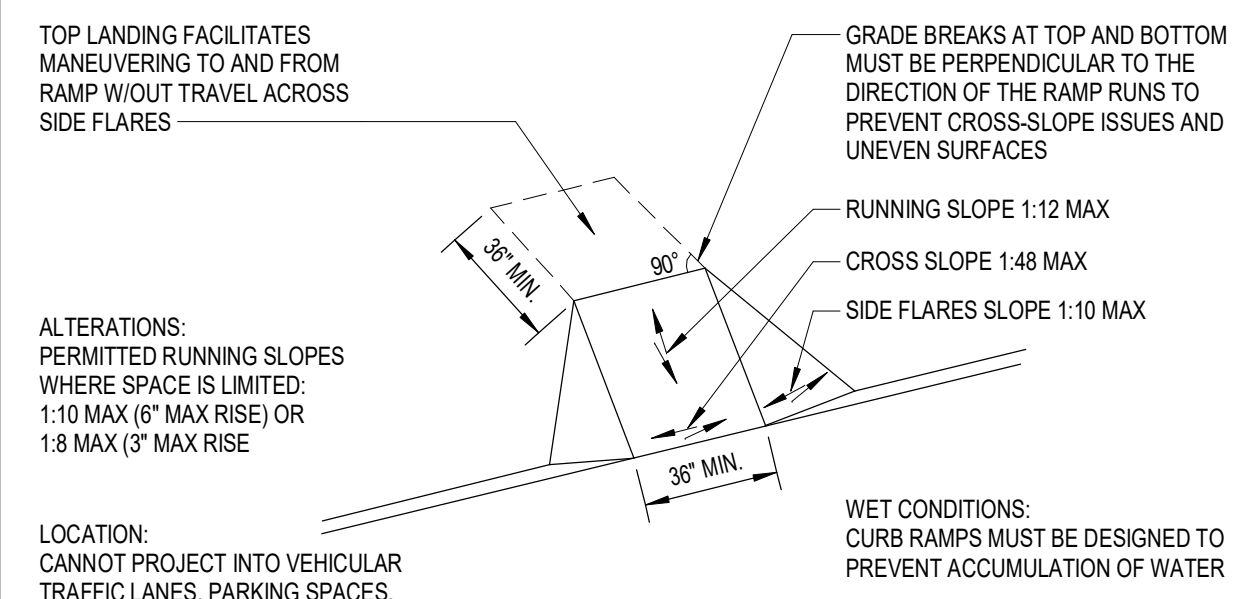 TOP LANDING FACILITATES
MANEUVERING TO AND FROM
RAMP W/OUT TRAVEL ACROSS
SIDE FLARES
GRADE BREAKS AT TOP AND BOTTOM
MUST BE PERPENDICULAR TO THE
DIRECTION OF THE RAMP RUNS TO
PREVENT CROSS-SLOPE ISSUES AND
UNEVEN SURFACES
RUNNING SLOPE 1:12 MAX
CROSS SLOPE 1:48 MAX
SIDE FLARES SLOPE 1:10 MAX
36" MIN.
90°
ALTERATIONS:
PERMITTED RUNNING SLOPES
WHERE SPACE IS LIMITED:
1:10 MAX (6" MAX RISE) OR
1:8 MAX (3" MAX RISE
36" MIN.
LOCATION:
CANNOT PROJECT INTO VEHICULAR
TRAFFIC LANES, PARKING SPACES,
WET CONDITIONS:
CURB RAMPS MUST BE DESIGNED TO
PREVENT ACCUMULATION OF WATER